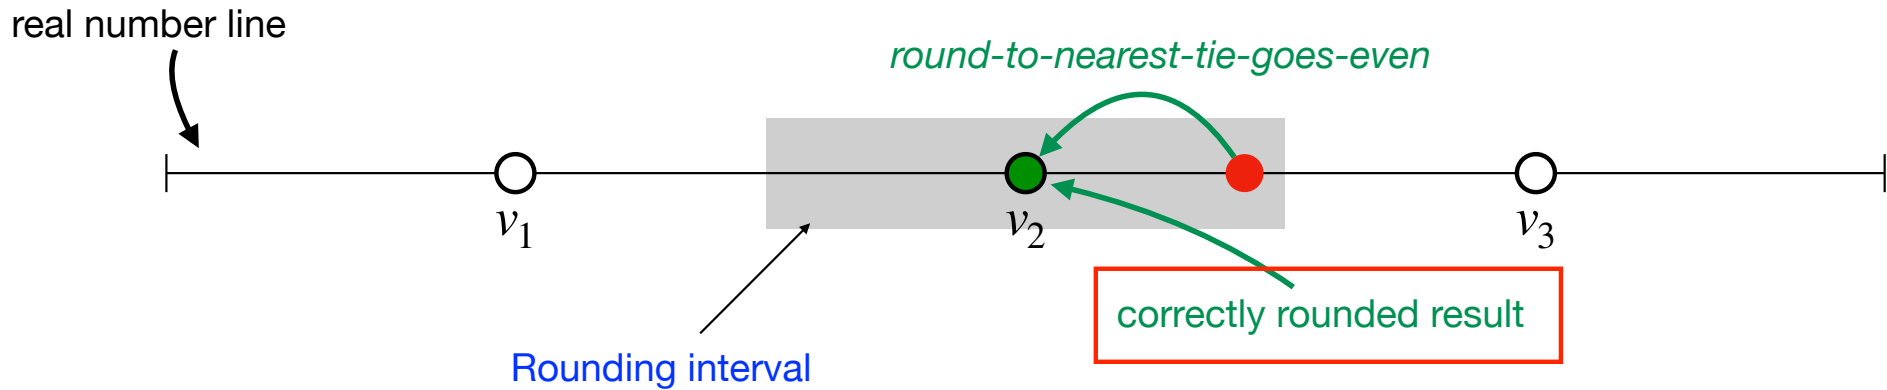 real number line
round-to-nearest-tie-goes-even
v₁
v₂
v₃
correctly rounded result
Rounding interval